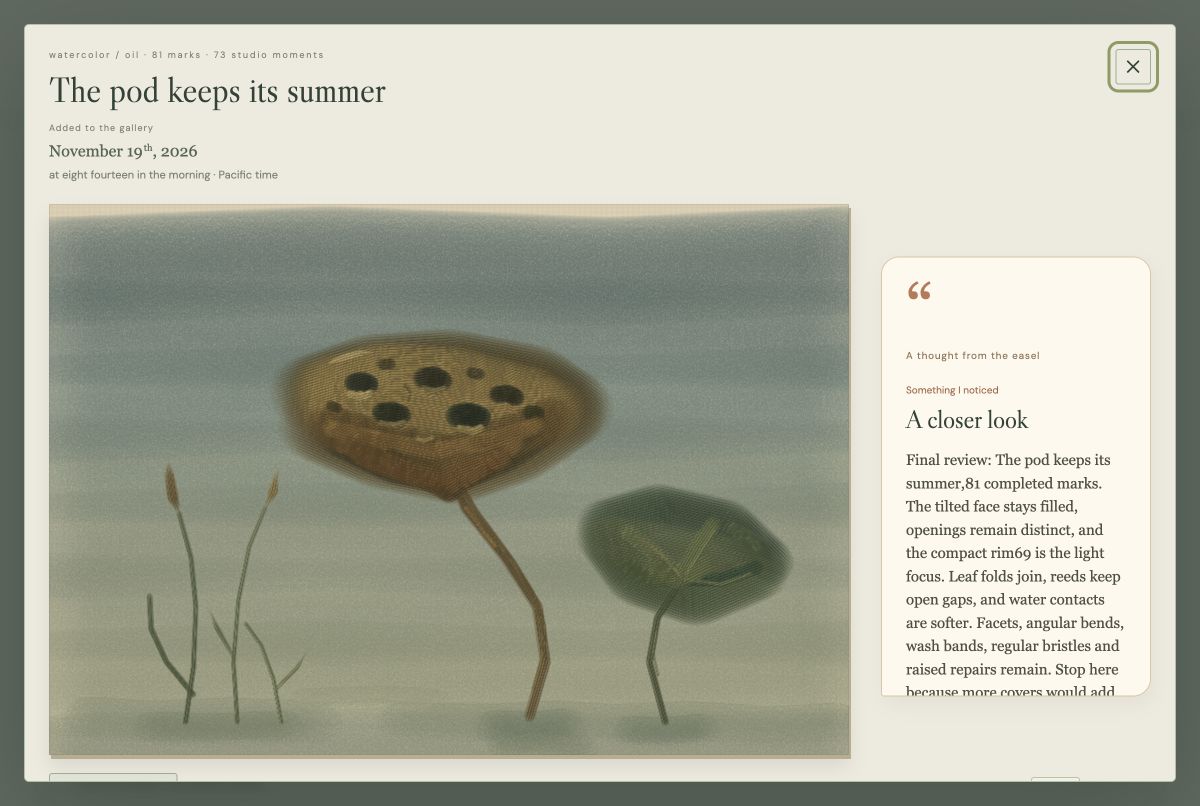 watercolor / oil · 81 marks · 73 studio moments
The pod keeps its summer
Added to the gallery
November 19th, 2026
at eight fourteen in the morning · Pacific time
“
A thought from the easel
Something I noticed
A closer look
Final review: The pod keeps its
summer,81 completed marks.
The tilted face stays filled,
openings remain distinct, and
the compact rim69 is the light
focus. Leaf folds join, reeds keep
open gaps, and water contacts
are softer. Facets, angular bends,
wash bands, regular bristles and
raised repairs remain. Stop here
because more covers would add